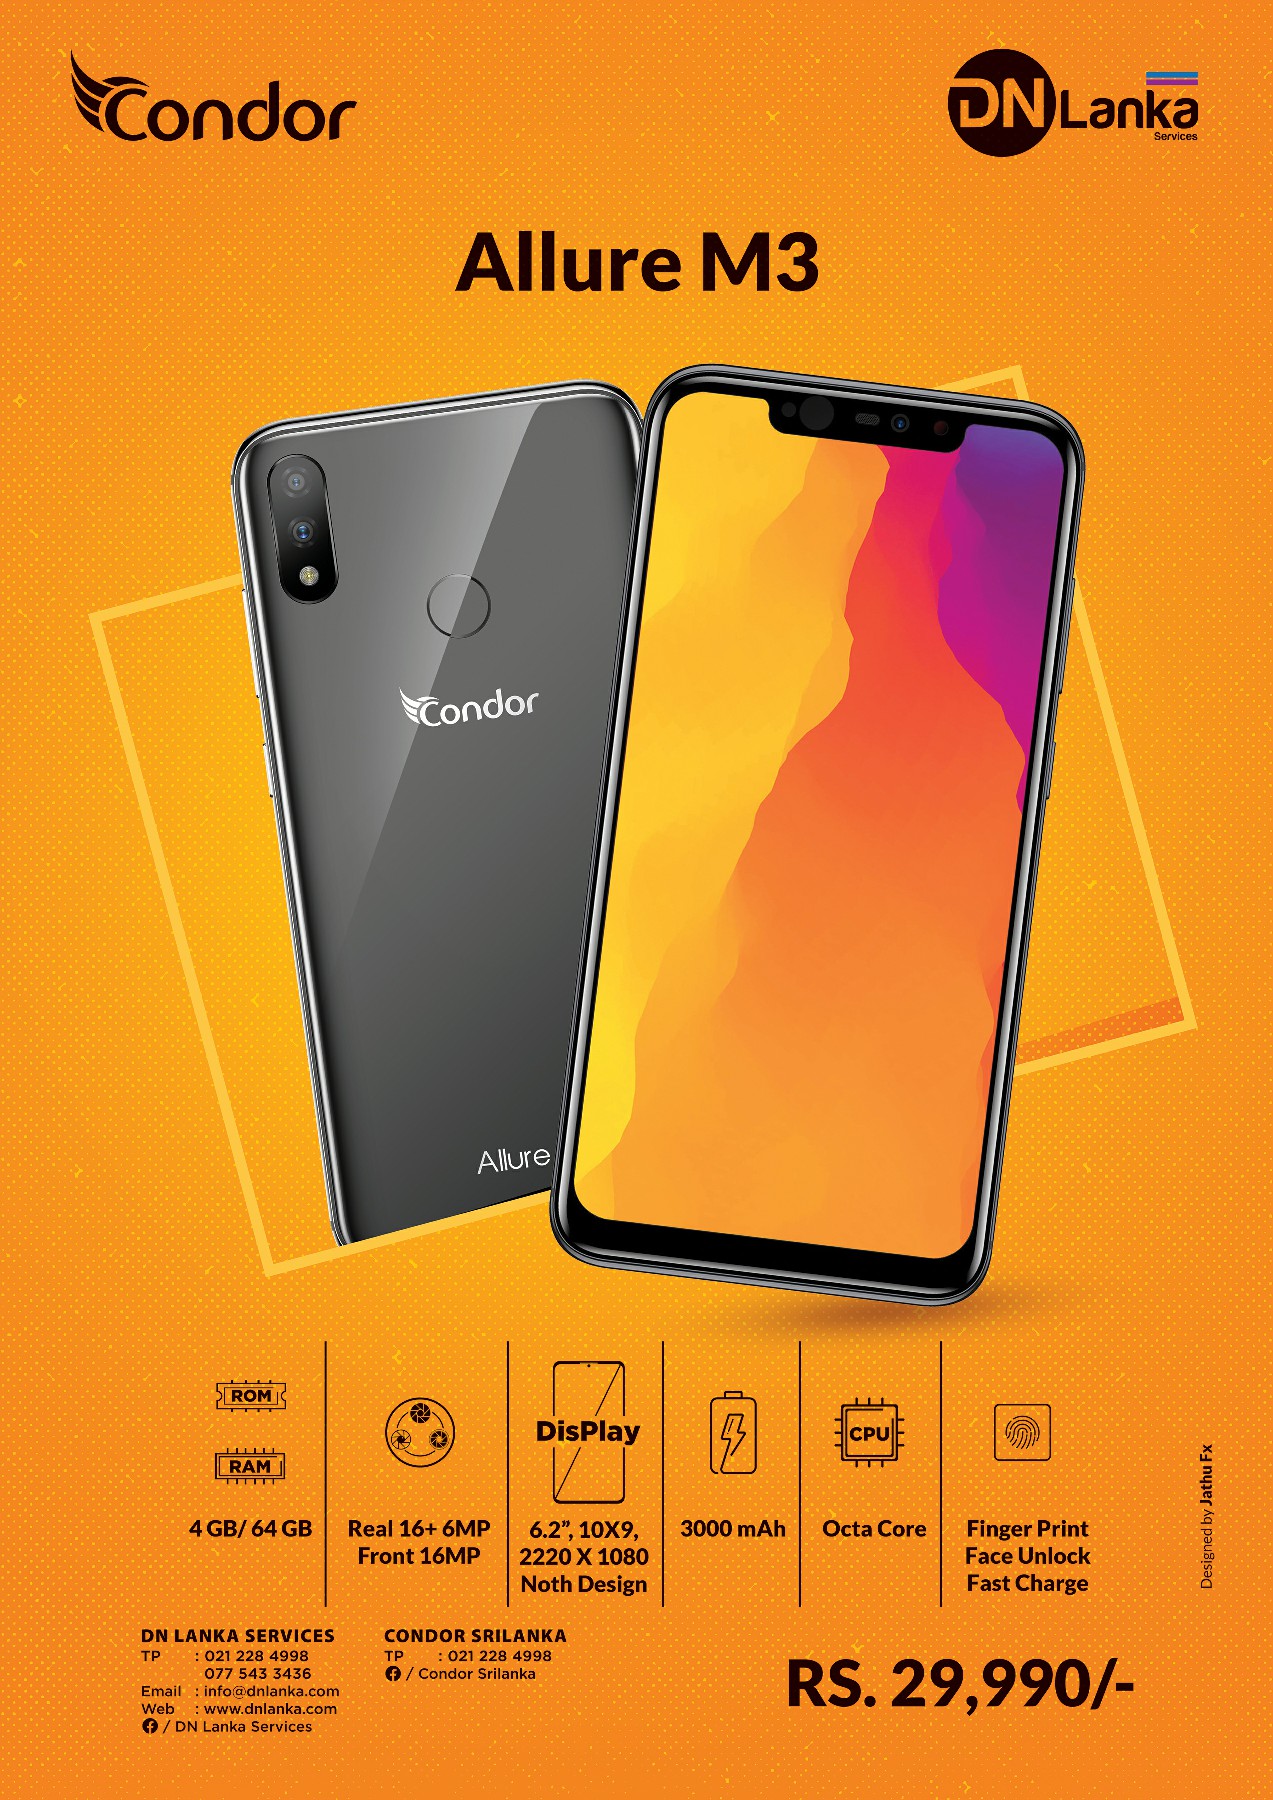 Condor
DN Lanka
Services
Allure M3
Condor
Allure
ROM
RAM
4 GB/ 64 GB
Real 16+ 6MP
Front 16MP
DisPlay
6.2”, 10X9,
2220 X 1080
Noth Design
3000 mAh
CPU
Octa Core
Finger Print
Face Unlock
Fast Charge
Designed by Jathu Fx
DN LANKA SERVICES
TP : 021 228 4998
077 543 3436
Email : info@dnlanka.com
Web : www.dnlanka.com
/ DN Lanka Services
CONDOR SRILANKA
TP : 021 228 4998
/ Condor Srilanka
RS. 29,990/-